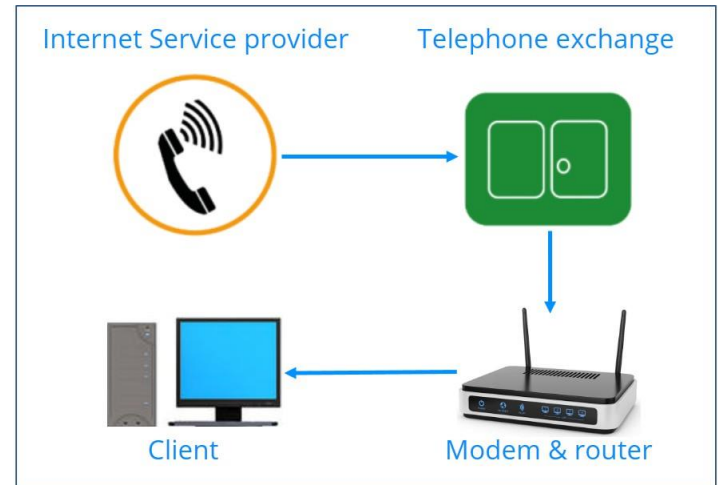 Internet Service provider
Telephone exchange
Client
Modem & router